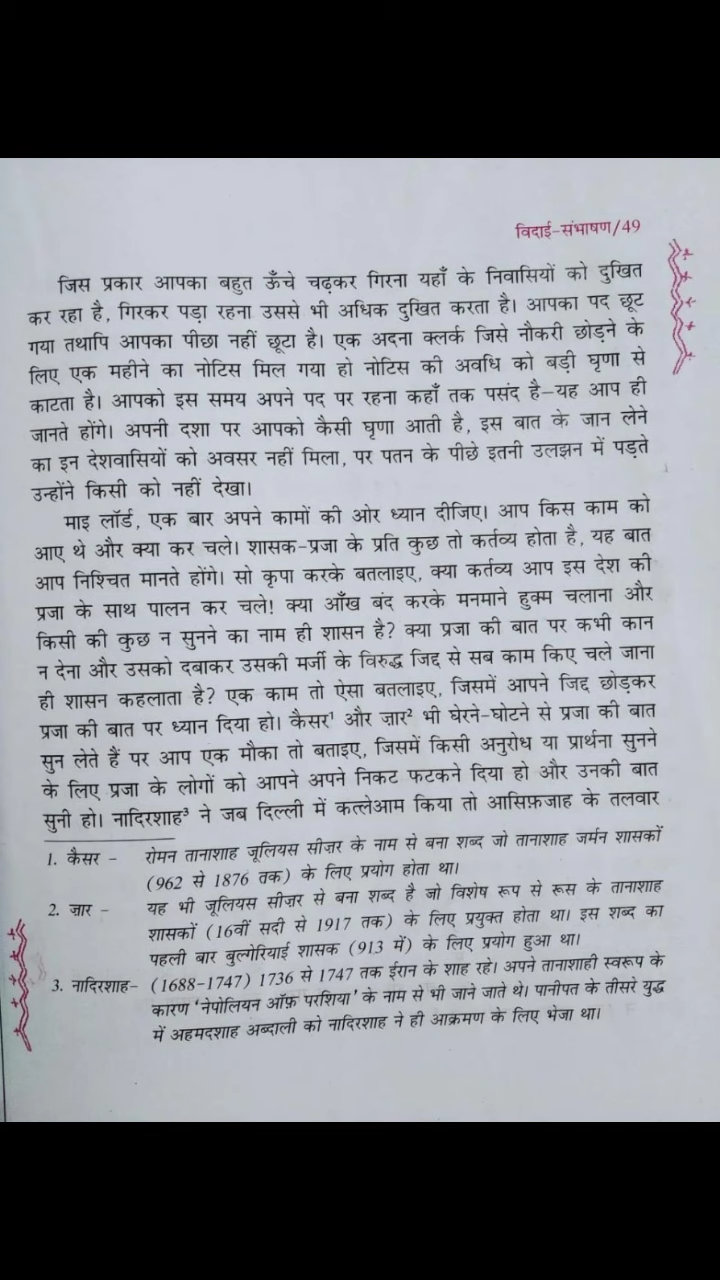 विदाई-संभाषण/49
जिस प्रकार आपका बहुत ऊँचे चढ़कर गिरना यहाँ के निवासियों को दुखित
कर रहा है, गिरकर पड़ा रहना उससे भी अधिक दुखित करता है। आपका पद छूट
गया तथापि आपका पीछा नहीं छूटा है। एक अदना क्लर्क जिसे नौकरी छोड़ने के
लिए एक महीने का नोटिस मिल गया हो नोटिस की अवधि को बड़ी घृणा से
काटता है। आपको इस समय अपने पद पर रहना कहाँ तक पसंद है—यह आप ही
जानते होंगे। अपनी दशा पर आपको कैसी घृणा आती है, इस बात के जान लेने
का इन देशवासियों को अवसर नहीं मिला, पर पतन के पीछे इतनी उलझन में पड़ते
उन्होंने किसी को नहीं देखा।
माइ लॉर्ड, एक बार अपने कामों की ओर ध्यान दीजिए। आप किस काम को
आए थे और क्या कर चले। शासक-प्रजा के प्रति कुछ तो कर्तव्य होता है, यह बात
आप निश्चित मानते होंगे। सो कृपा करके बतलाइए, क्या कर्तव्य आप इस देश की
प्रजा के साथ पालन कर चले! क्या आँख बंद करके मनमाने हुक्म चलाना और
किसी की कुछ न सुनने का नाम ही शासन है? क्या प्रजा की बात पर कभी कान
न देना और उसको दबाकर उसकी मर्जी के विरुद्ध जिद्द से सब काम किए चले जाना
ही शासन कहलाता है? एक काम तो ऐसा बतलाइए, जिसमें आपने जिद्द छोड़कर
प्रजा की बात पर ध्यान दिया हो। कैसर¹ और ज़ार² भी घेरने-घोटने से प्रजा की बात
सुन लेते हैं पर आप एक मौका तो बताइए, जिसमें किसी अनुरोध या प्रार्थना सुनने
के लिए प्रजा के लोगों को आपने अपने निकट फटकने दिया हो और उनकी बात
सुनी हो। नादिरशाह³ ने जब दिल्ली में कत्लेआम किया तो आसिफ़जाह के तलवार
1. कैसर – रोमन तानाशाह जूलियस सीज़र के नाम से बना शब्द जो तानाशाह जर्मन शासकों
(962 से 1876 तक) के लिए प्रयोग होता था।
2. ज़ार – यह भी जूलियस सीज़र से बना शब्द है जो विशेष रूप से रूस के तानाशाह
शासकों (16वीं सदी से 1917 तक) के लिए प्रयुक्त होता था। इस शब्द का
पहली बार बुल्गेरियाई शासक (913 में) के लिए प्रयोग हुआ था।
3. नादिरशाह– (1688-1747) 1736 से 1747 तक ईरान के शाह रहे। अपने तानाशाही स्वरूप के
कारण 'नेपोलियन ऑफ़ परशिया' के नाम से भी जाने जाते थे। पानीपत के तीसरे युद्ध
में अहमदशाह अब्दाली को नादिरशाह ने ही आक्रमण के लिए भेजा था।